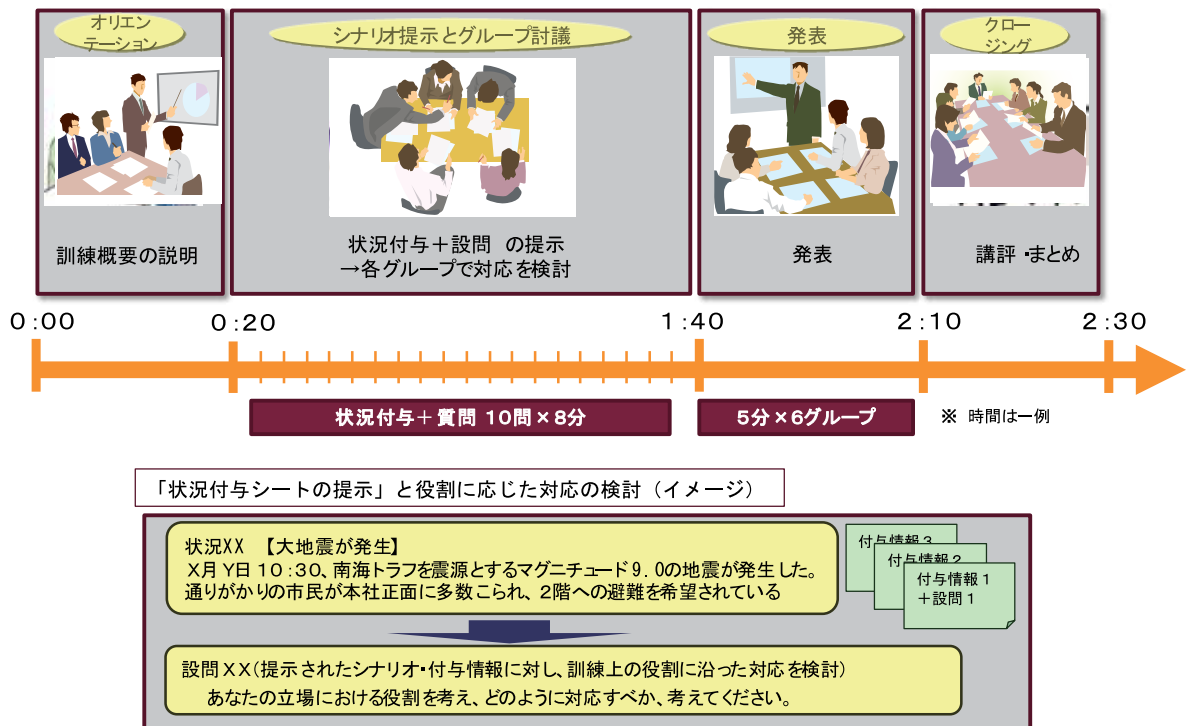 オリエン
テーション
シナリオ提示とグループ討議
発表
クロー
ジング
訓練概要の説明
状況付与＋設問 の提示
→各グループで対応を検討
発表
講評・まとめ
0:00
0:20
1:40
2:10
2:30
状況付与＋質問 10問×8分
5分×6グループ
※ 時間は一例
「状況付与シートの提示」と役割に応じた対応の検討（イメージ）
状況XX 【大地震が発生】
X月Y日10:30、南海トラフを震源とするマグニチュード9.0の地震が発生した。
通りがかりの市民が本社正面に多数こられ、2階への避難を希望されている
付与情報3
付与情報2
付与情報1
＋設問1
設問XX(提示されたシナリオ・付与情報に対し、訓練上の役割に沿った対応を検討)
あなたの立場における役割を考え、どのように対応すべか、考えてください。